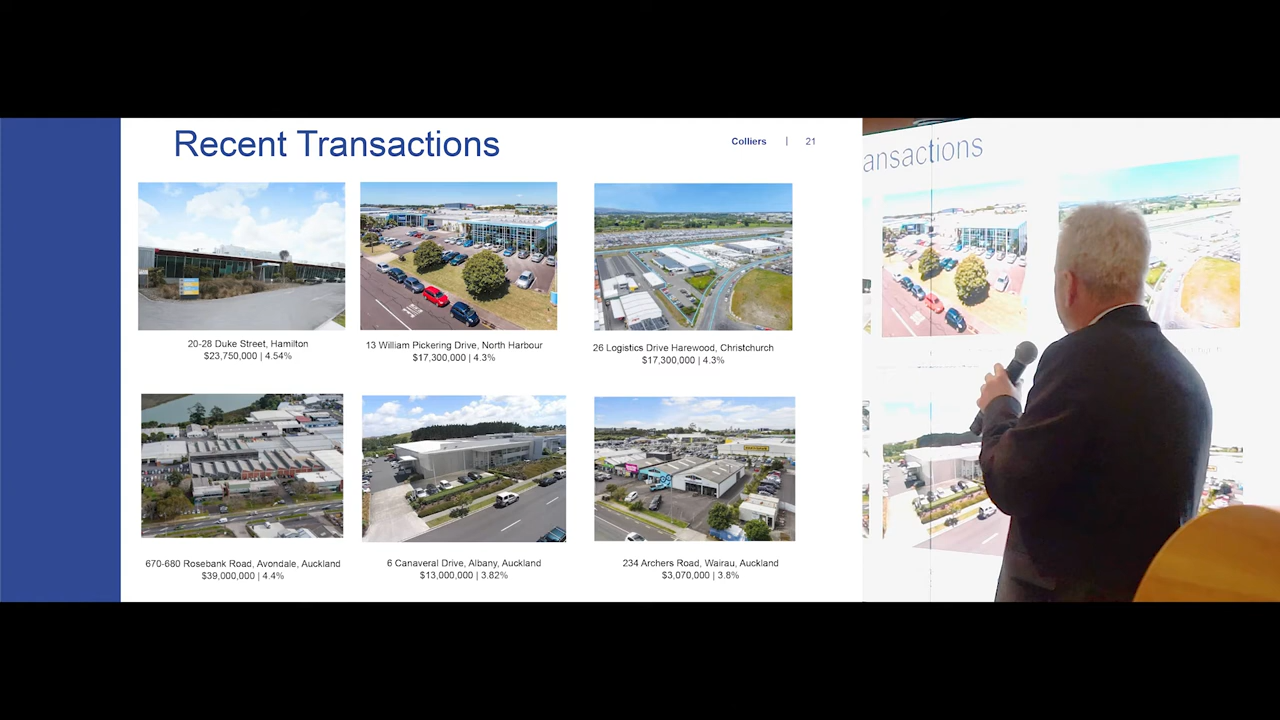 Recent Transactions
Colliers | 21
20-28 Duke Street, Hamilton
$23,750,000 | 4.54%
13 William Pickering Drive, North Harbour
$17,300,000 | 4.3%
26 Logistics Drive Harewood, Christchurch
$17,300,000 | 4.3%
670-680 Rosebank Road, Avondale, Auckland
$39,000,000 | 4.4%
6 Canaveral Drive, Albany, Auckland
$13,000,000 | 3.82%
234 Archers Road, Wairau, Auckland
$3,070,000 | 3.8%
ansactions